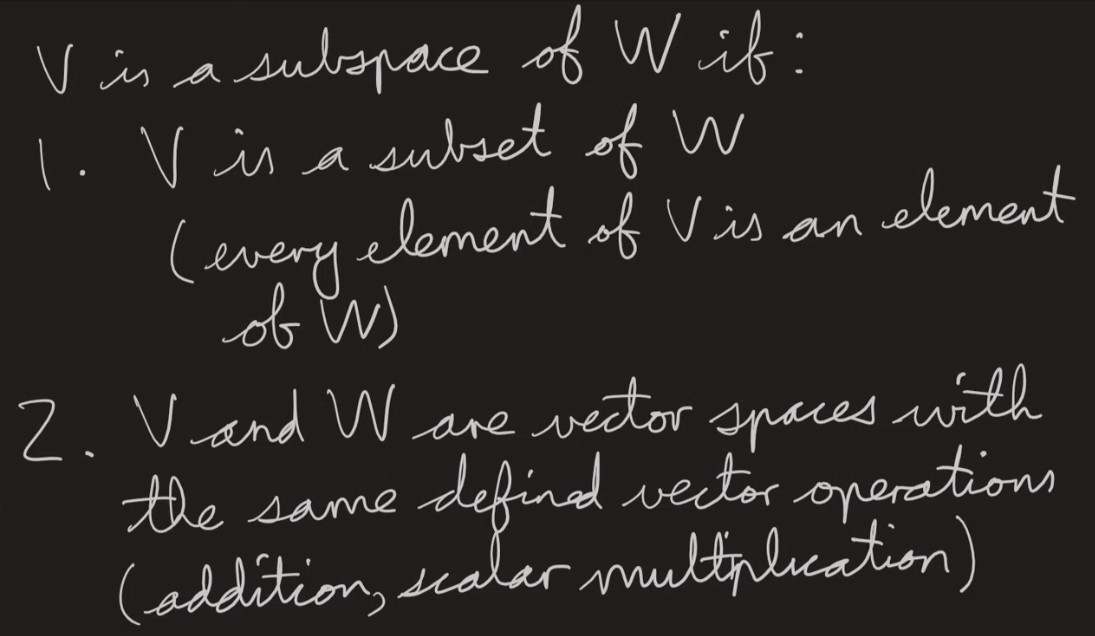 V is a subspace of W if:
1. V is a subset of W
(every element of V is an element
of W)
2. V and W are vector spaces with
the same defined vector operations
(addition, scalar multiplication)